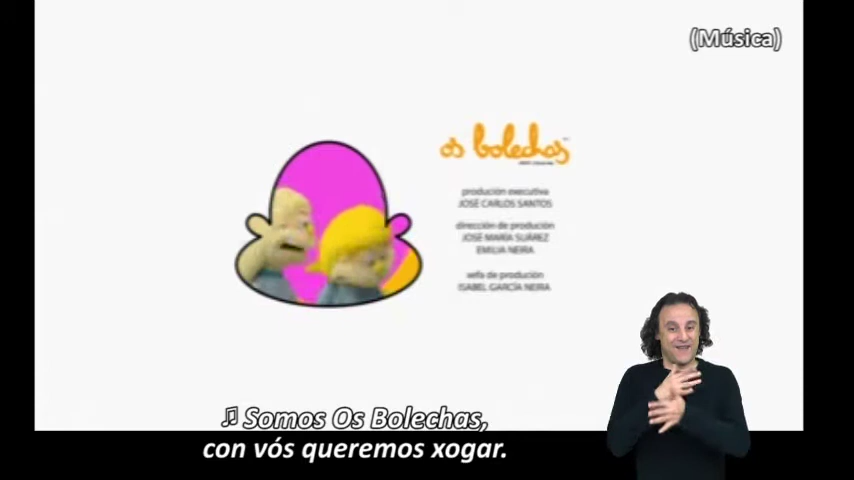 (Música)
os bolechas
produción executiva
JOSÉ CARLOS SANTOS
dirección de produción
JOSÉ MARÍA SUÁREZ
EMILIA NEIRA
xefa de produción
ISABEL GARCÍA NEIRA
♫ Somos Os Bolechas,
con vós queremos xogar.